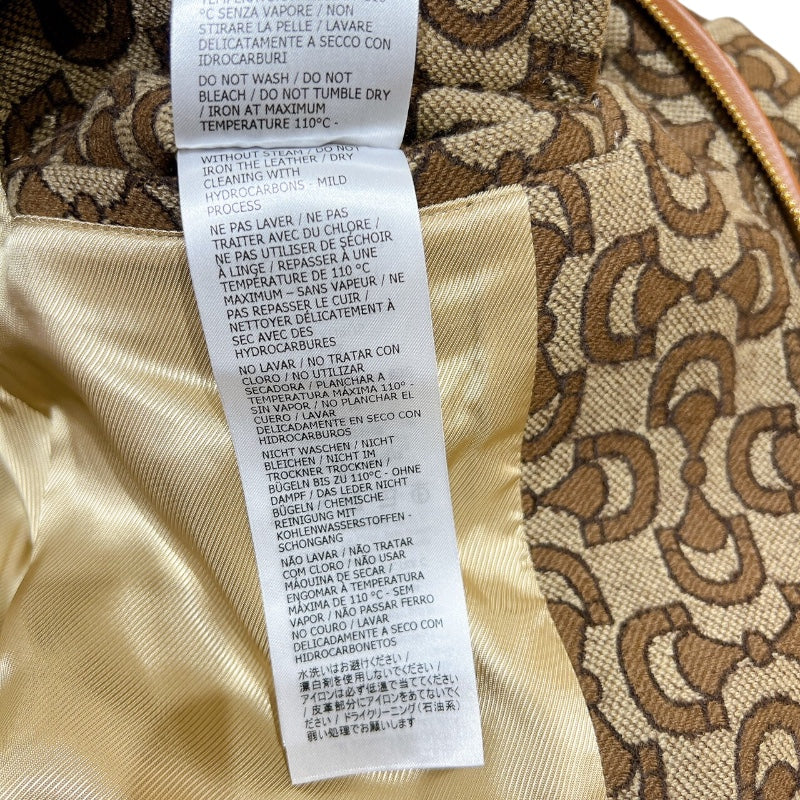 °C SENZA VAPORE / NON
STIRARE LA PELLE / LAVARE
DELICATAMENTE A SECCO CON
IDROCARBURI
DO NOT WASH / DO NOT
BLEACH / DO NOT TUMBLE DRY
/ IRON AT MAXIMUM
TEMPERATURE 110°C -
WITHOUT STEAM / DO NOT
IRON THE LEATHER / DRY
CLEANING WITH
HYDROCARBONS - MILD
PROCESS
NE PAS LAVER / NE PAS
TRAITER AVEC DU CHLORE /
NE PAS UTILISER DE SÉCHOIR
À LINGE / REPASSER À UNE
TEMPÉRATURE DE 110 °C
MAXIMUM – SANS VAPEUR / NE
PAS REPASSER LE CUIR /
NETTOYER DÉLICATEMENT À
SEC AVEC DES
HYDROCARBURES
NO LAVAR / NO TRATAR CON
CLORO / NO UTILIZAR
SECADORA / PLANCHAR A
TEMPERATURA MÁXIMA 110° -
SIN VAPOR / NO PLANCHAR EL
CUERO / LAVAR
DELICADAMENTE EN SECO CON
HIDROCARBUROS
NICHT WASCHEN / NICHT
BLEICHEN / NICHT IM
TROCKNER TROCKNEN /
BÜGELN BIS ZU 110°C - OHNE
DAMPF / DAS LEDER NICHT
BÜGELN / CHEMISCHE
REINIGUNG MIT
KOHLENWASSERSTOFFEN -
SCHONGANG
NÃO LAVAR / NÃO TRATAR
COM CLORO / NÃO USAR
MÁQUINA DE SECAR /
ENGOMAR À TEMPERATURA
MÁXIMA DE 110 °C - SEM
VAPOR / NÃO PASSAR FERRO
NO COURO / LAVAR
DELICADAMENTE A SECO COM
HIDROCARBONETOS
水洗いはお避けください /
漂白剤を使用しないでください /
アイロンは必ず低温で当ててください
/ 皮革部分にアイロンをあてないでく
ださい / ドライクリーニング(石油系)
弱い処理でお願いします